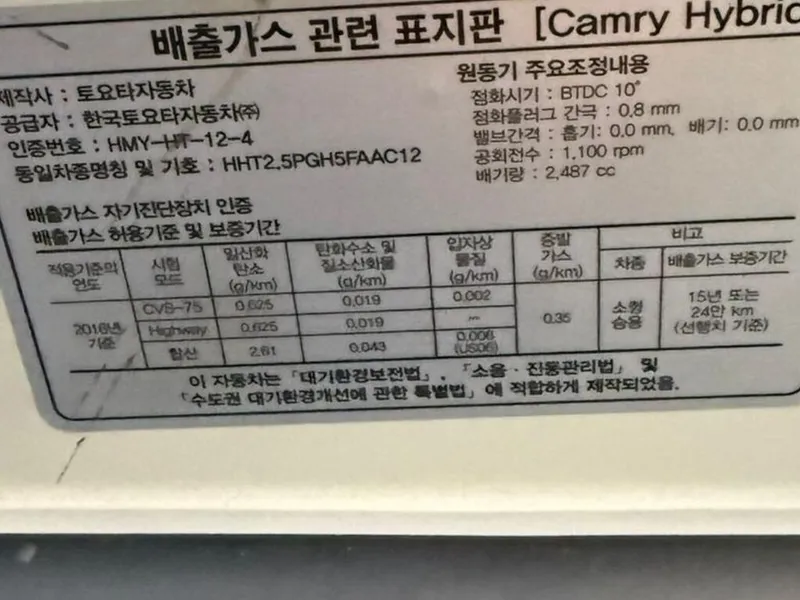 배출가스 관련 표지판 [Camry Hybrid
제작사 : 토요타자동차
공급자 : 한국토요타자동차㈜
인증번호 : HMY-HT-12-4
동일차종명칭 및 기호 : HHT2.5PGH5FAAC12
원동기 주요조정내용
점화시기 : BTDC 10°
점화플러그 간극 : 0.8 mm
밸브간격 : 흡기: 0.0 mm, 배기: 0.0 mm
공회전수 : 1,100 rpm
배기량 : 2,487 cc
배출가스 자기진단장치 인증
배출가스 허용기준 및 보증기간
적용기준의 연도 시험 모드 일산화 탄소 (g/km) 탄화수소 및 질소산화물 (g/km) 입자상 물질 (g/km) 증발 가스 (g/km) 비고
차종 배출가스 보증기간
2016년 기준 CVS-75 0.625 0.019 0.002 0.35 소형 승용 15년 또는 24만 km (선행치 기준)
Highway 0.625 0.019 -
합산 2.61 0.043 0.006 (US06)
이 자동차는 「대기환경보전법」, 「소음 · 진동관리법」 및
「수도권 대기환경개선에 관한 특별법」에 적합하게 제작되었음.